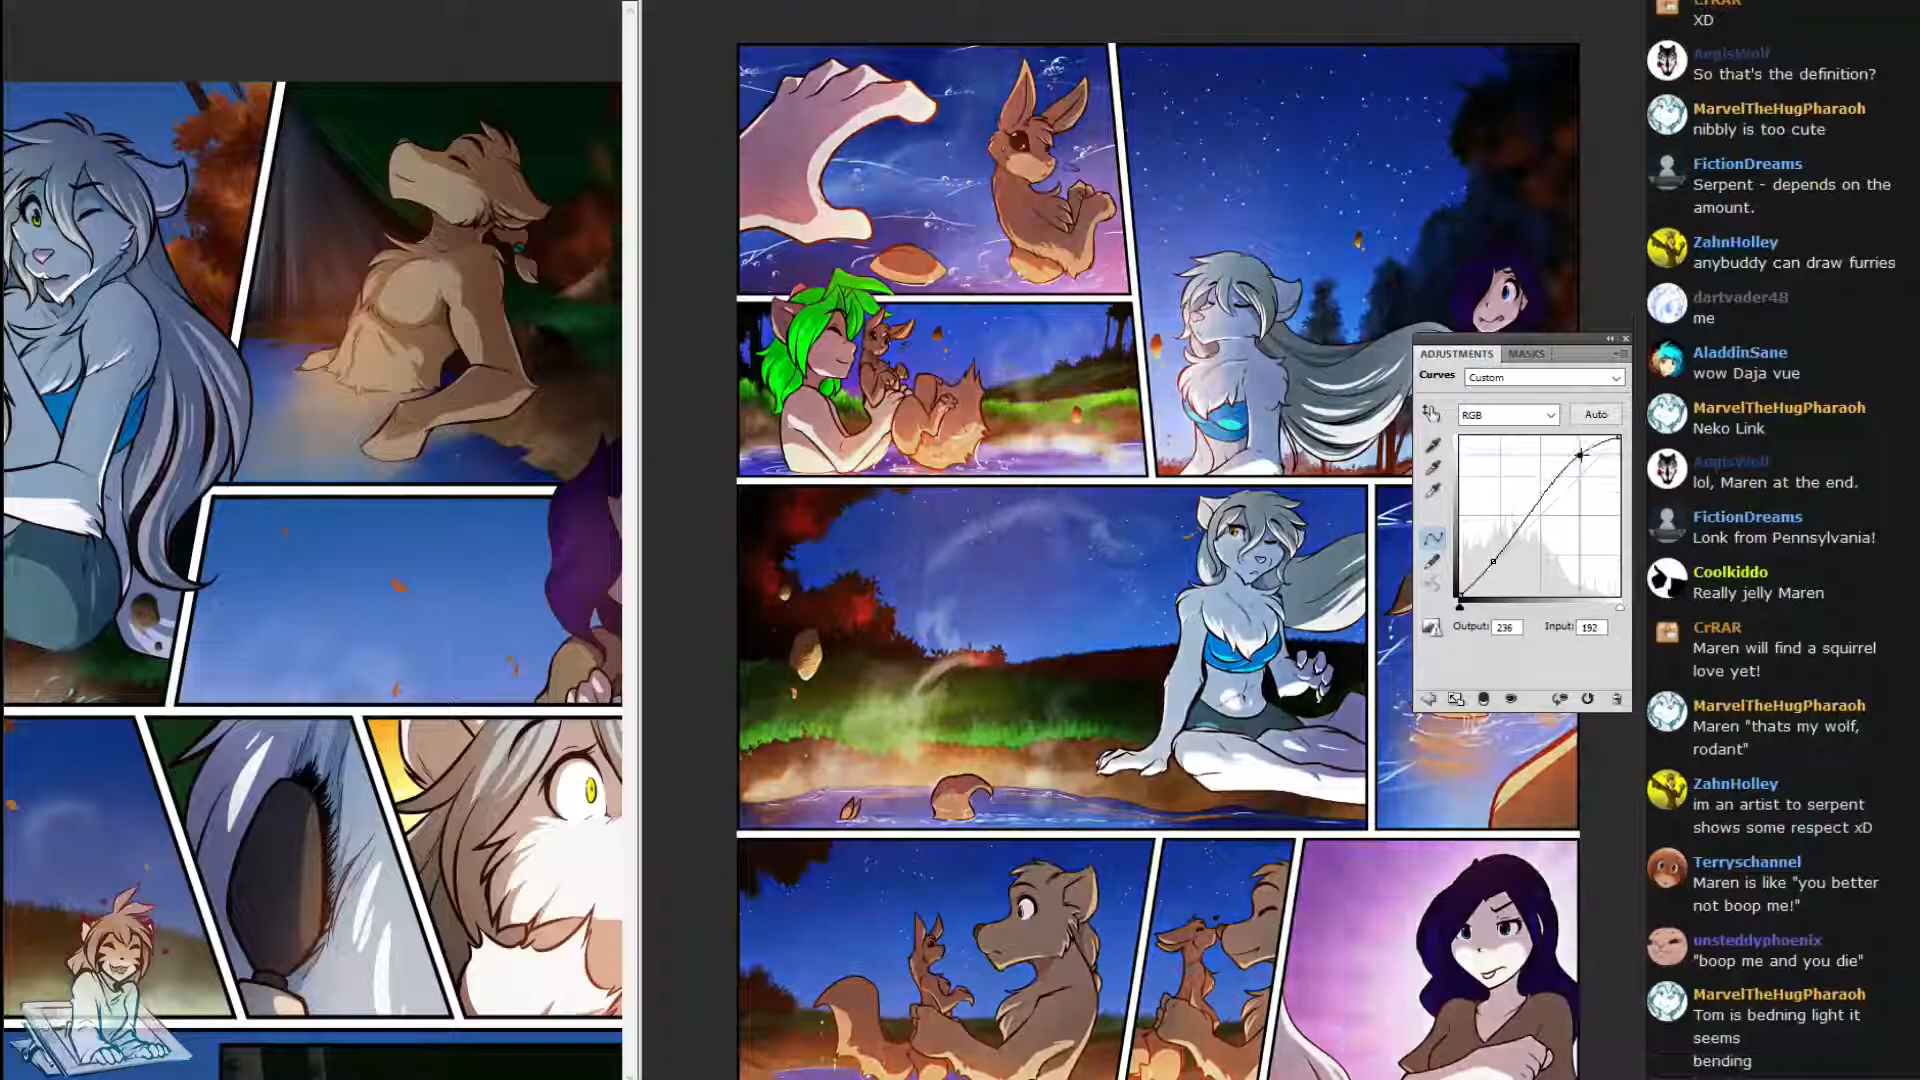 ADJUSTMENTS MASKS
Curves Custom
RGB Auto
Output: 236 Input: 192
CrRAR
XD
AegisWolf
So that's the definition?
MarvelTheHugPharaoh
nibbly is too cute
FictionDreams
Serpent - depends on the
amount.
ZahnHolley
anybuddy can draw furries
dartvader48
me
AladdinSane
wow Daja vue
MarvelTheHugPharaoh
Neko Link
AegisWolf
lol, Maren at the end.
FictionDreams
Lonk from Pennsylvania!
Coolkiddo
Really jelly Maren
CrRAR
Maren will find a squirrel
love yet!
MarvelTheHugPharaoh
Maren "thats my wolf,
rodant"
ZahnHolley
im an artist to serpent
shows some respect xD
Terryschannel
Maren is like "you better
not boop me!"
unsteddyphoenix
"boop me and you die"
MarvelTheHugPharaoh
Tom is bedning light it
seems
bending